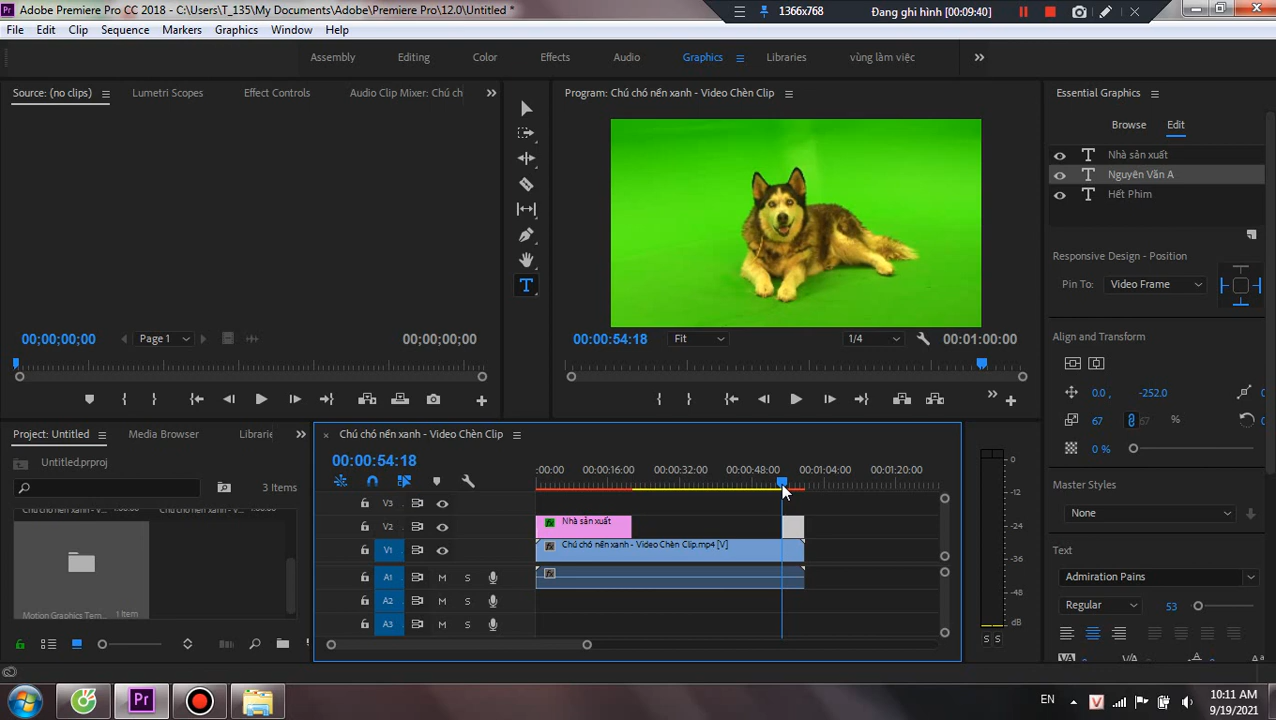 Adobe Premiere Pro CC 2018 - C:\Users\T_135\My Documents\Adobe\Premiere Pro\12.0\Untitled *
1366x768
Đang ghi hình [00:09:40]
File Edit Clip Sequence Markers Graphics Window Help
Assembly Editing Color Effects Audio Graphics Libraries vùng làm việc
Source: (no clips) Lumetri Scopes Effect Controls Audio Clip Mixer: Chú ch
Program: Chú chó nền xanh - Video Chèn Clip
Essential Graphics
Browse Edit
Nhà sản xuất
Nguyên Văn A
Hết Phim
Responsive Design - Position
Pin To: Video Frame
00;00;00;00 Page 1 00;00;00;00
00:00:54:18 Fit 1/4 00:01:00:00
Align and Transform
0.0 , -252.0
67 67 %
0 %
Master Styles
None
Text
Admiration Pains
Regular 53
Project: Untitled Media Browser Librarie
Untitled.prproj
3 Items
Motion Graphics Tem... 1 Item
Chú chó nền xanh - Video Chèn Clip
00:00:54:18
:00:00 00:00:16:00 00:00:32:00 00:00:48:00 00:01:04:00 00:01:20:00
V3
V2 Nhà sản xuất
V1 Chú chó nền xanh - Video Chèn Clip.mp4 [V]
A1 M S
A2 M S
A3 M S
0
-6
-12
-18
-24
-30
-36
-42
-48
-54
dB
S S
EN
10:11 AM
9/19/2021